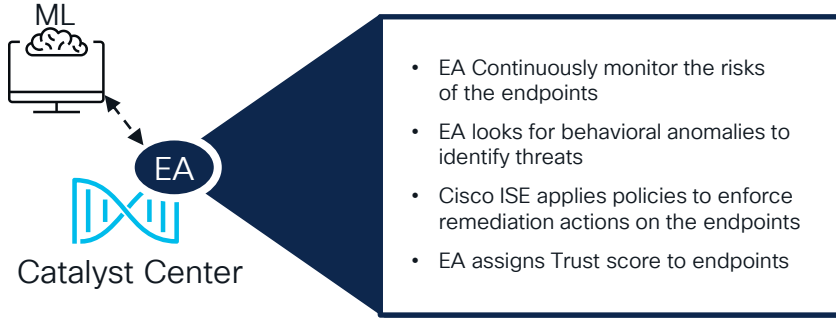 ML
EA
Catalyst Center
• EA Continuously monitor the risks
of the endpoints
• EA looks for behavioral anomalies to
identify threats
• Cisco ISE applies policies to enforce
remediation actions on the endpoints
• EA assigns Trust score to endpoints